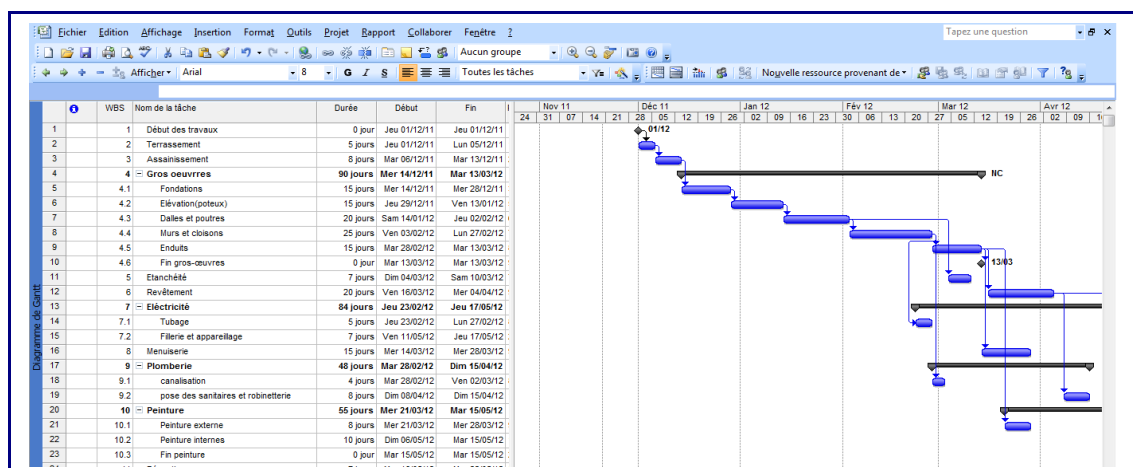 Fichier Edition Affichage Insertion Format Outils Projet Rapport Collaborer Fenêtre ? Tapez une question
Aucun groupe
Afficher Arial 8 G I S Toutes les tâches Nouvelle ressource provenant de
WBS Nom de la tâche Durée Début Fin Nov 11 Déc 11 Jan 12 Fév 12 Mar 12 Avr 12
24 31 07 14 21 28 05 12 19 26 02 09 16 23 30 06 13 20 27 05 12 19 26 02 09
1 1 Début des travaux 0 jour Jeu 01/12/11 Jeu 01/12/11 01/12
2 2 Terrassement 5 jours Jeu 01/12/11 Lun 05/12/11
3 3 Assainissement 8 jours Mar 06/12/11 Mar 13/12/11
4 4 Gros oeuvrres 90 jours Mer 14/12/11 Mar 13/03/12 NC
5 4.1 Fondations 15 jours Mer 14/12/11 Mer 28/12/11
6 4.2 Elévation(poteux) 15 jours Jeu 29/12/11 Ven 13/01/12
7 4.3 Dalles et poutres 20 jours Sam 14/01/12 Jeu 02/02/12
8 4.4 Murs et cloisons 25 jours Ven 03/02/12 Lun 27/02/12
9 4.5 Enduits 15 jours Mar 28/02/12 Mar 13/03/12
10 4.6 Fin gros-œuvres 0 jour Mar 13/03/12 Mar 13/03/12 13/03
11 5 Etanchéité 7 jours Dim 04/03/12 Sam 10/03/12
12 6 Revêtement 20 jours Ven 16/03/12 Mer 04/04/12
13 7 Eléctricité 84 jours Jeu 23/02/12 Jeu 17/05/12
14 7.1 Tubage 5 jours Jeu 23/02/12 Lun 27/02/12
15 7.2 Fillerie et appareillage 7 jours Ven 11/05/12 Jeu 17/05/12
16 8 Menuiserie 15 jours Mer 14/03/12 Mer 28/03/12
17 9 Plomberie 48 jours Mar 28/02/12 Dim 15/04/12
18 9.1 canalisation 4 jours Mar 28/02/12 Ven 02/03/12
19 9.2 pose des sanitaires et robinetterie 8 jours Dim 08/04/12 Dim 15/04/12
20 10 Peinture 55 jours Mer 21/03/12 Mar 15/05/12
21 10.1 Peinture externe 8 jours Mer 21/03/12 Mer 28/03/12
22 10.2 Peinture internes 10 jours Dim 06/05/12 Mar 15/05/12
23 10.3 Fin peinture 0 jour Mar 15/05/12 Mar 15/05/12
Diagramme de Gantt